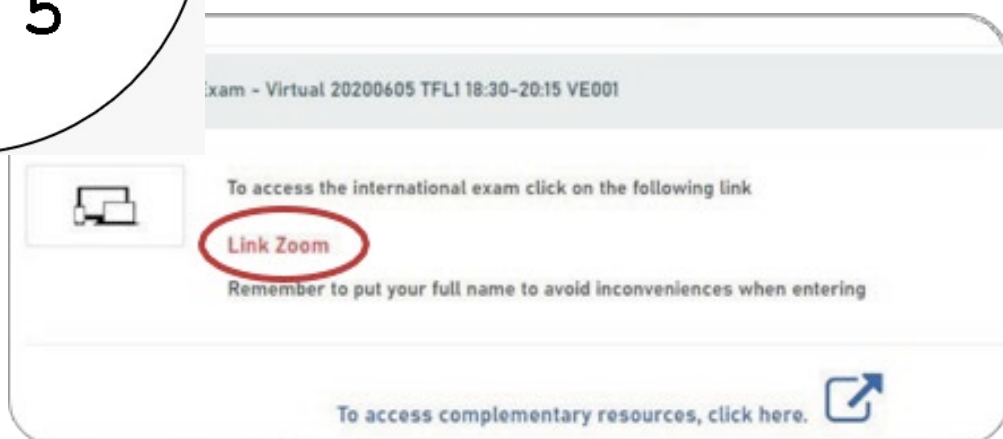 5
xam - Virtual 20200605 TFL1 18:30-20:15 VE001
To access the international exam click on the following link
Link Zoom
Remember to put your full name to avoid inconveniences when entering
To access complementary resources, click here.